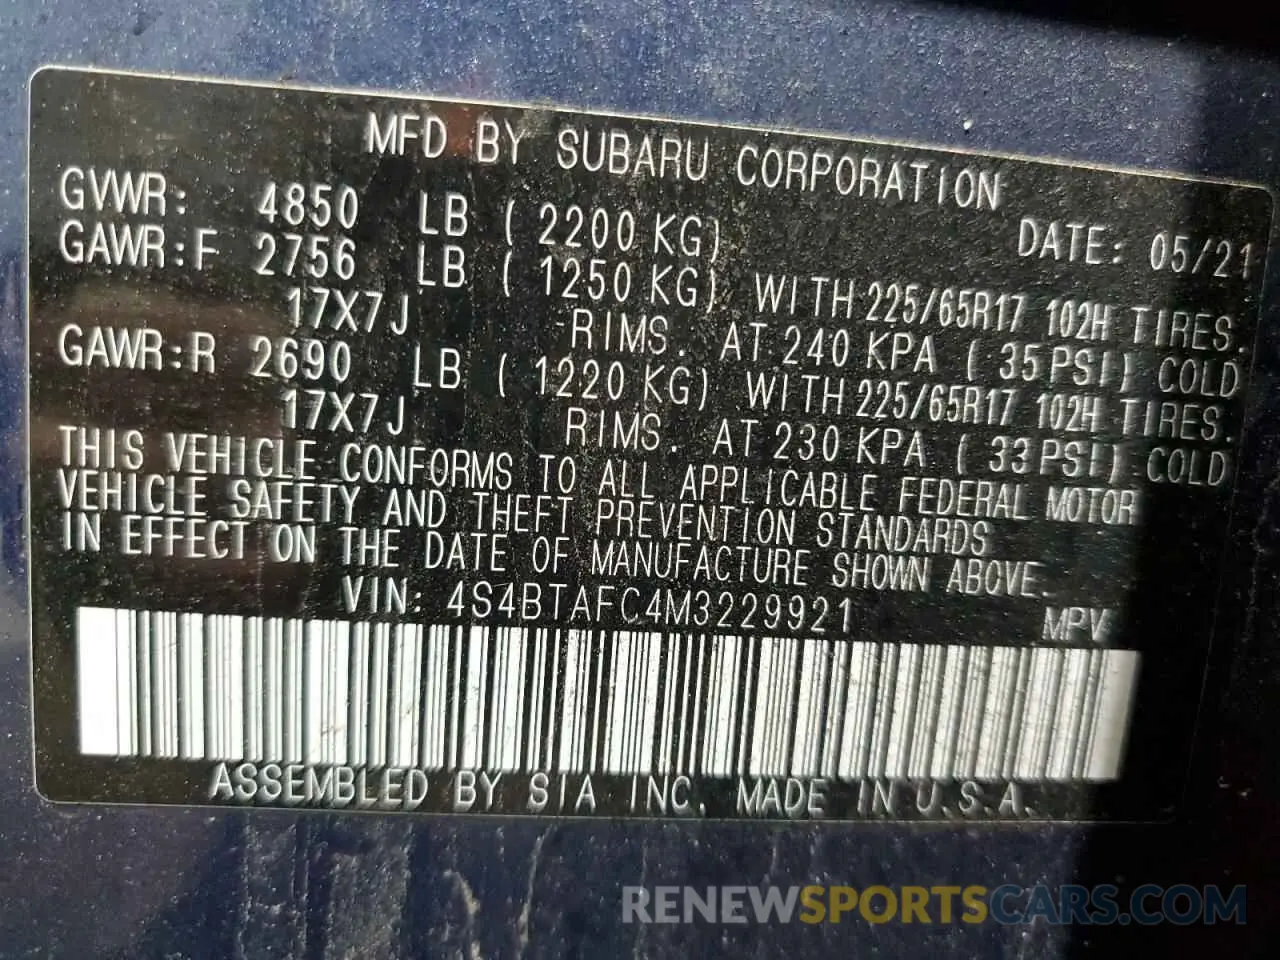 MFD BY SUBARU CORPORATION
GVWR: 4850 LB ( 2200 KG) DATE: 05/21
GAWR:F 2756 LB ( 1250 KG) WITH 225/65R17 102H TIRES.
17X7J RIMS. AT 240 KPA ( 35 PSI) COLD
GAWR:R 2690 LB ( 1220 KG) WITH 225/65R17 102H TIRES.
17X7J RIMS. AT 230 KPA ( 33 PSI) COLD
THIS VEHICLE CONFORMS TO ALL APPLICABLE FEDERAL MOTOR
VEHICLE SAFETY AND THEFT PREVENTION STANDARDS
IN EFFECT ON THE DATE OF MANUFACTURE SHOWN ABOVE.
VIN: 4S4BTAFC4M3229921 MPV
ASSEMBLED BY SIA INC. MADE IN U.S.A.
RENEWSPORTSCARS.COM